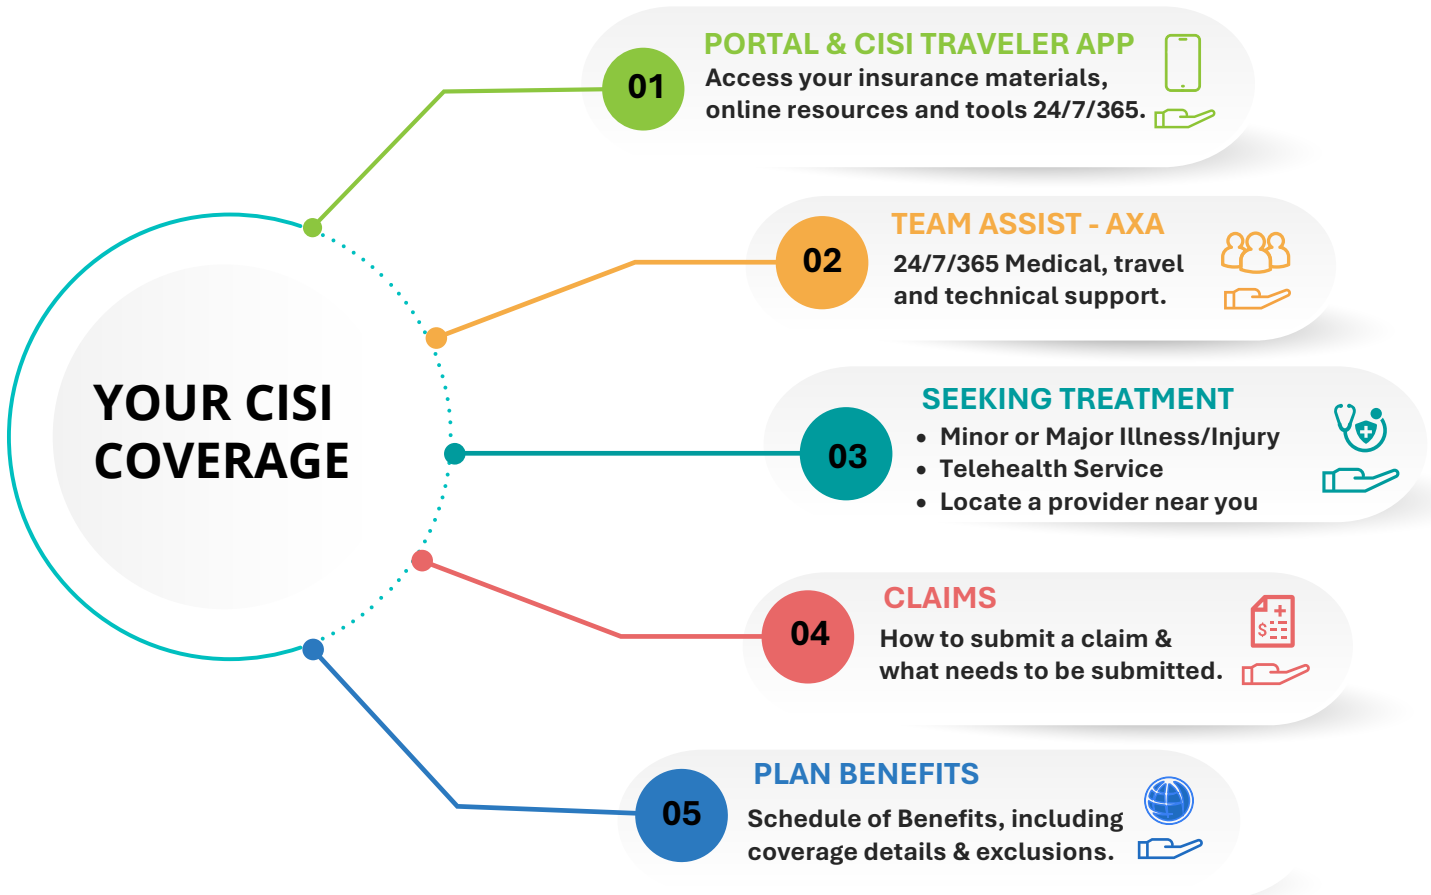 YOUR CISI
COVERAGE
01
PORTAL & CISI TRAVELER APP
Access your insurance materials,
online resources and tools 24/7/365.
02
TEAM ASSIST - AXA
24/7/365 Medical, travel
and technical support.
03
SEEKING TREATMENT
• Minor or Major Illness/Injury
• Telehealth Service
• Locate a provider near you
04
CLAIMS
How to submit a claim &
what needs to be submitted.
$
05
PLAN BENEFITS
Schedule of Benefits, including
coverage details & exclusions.